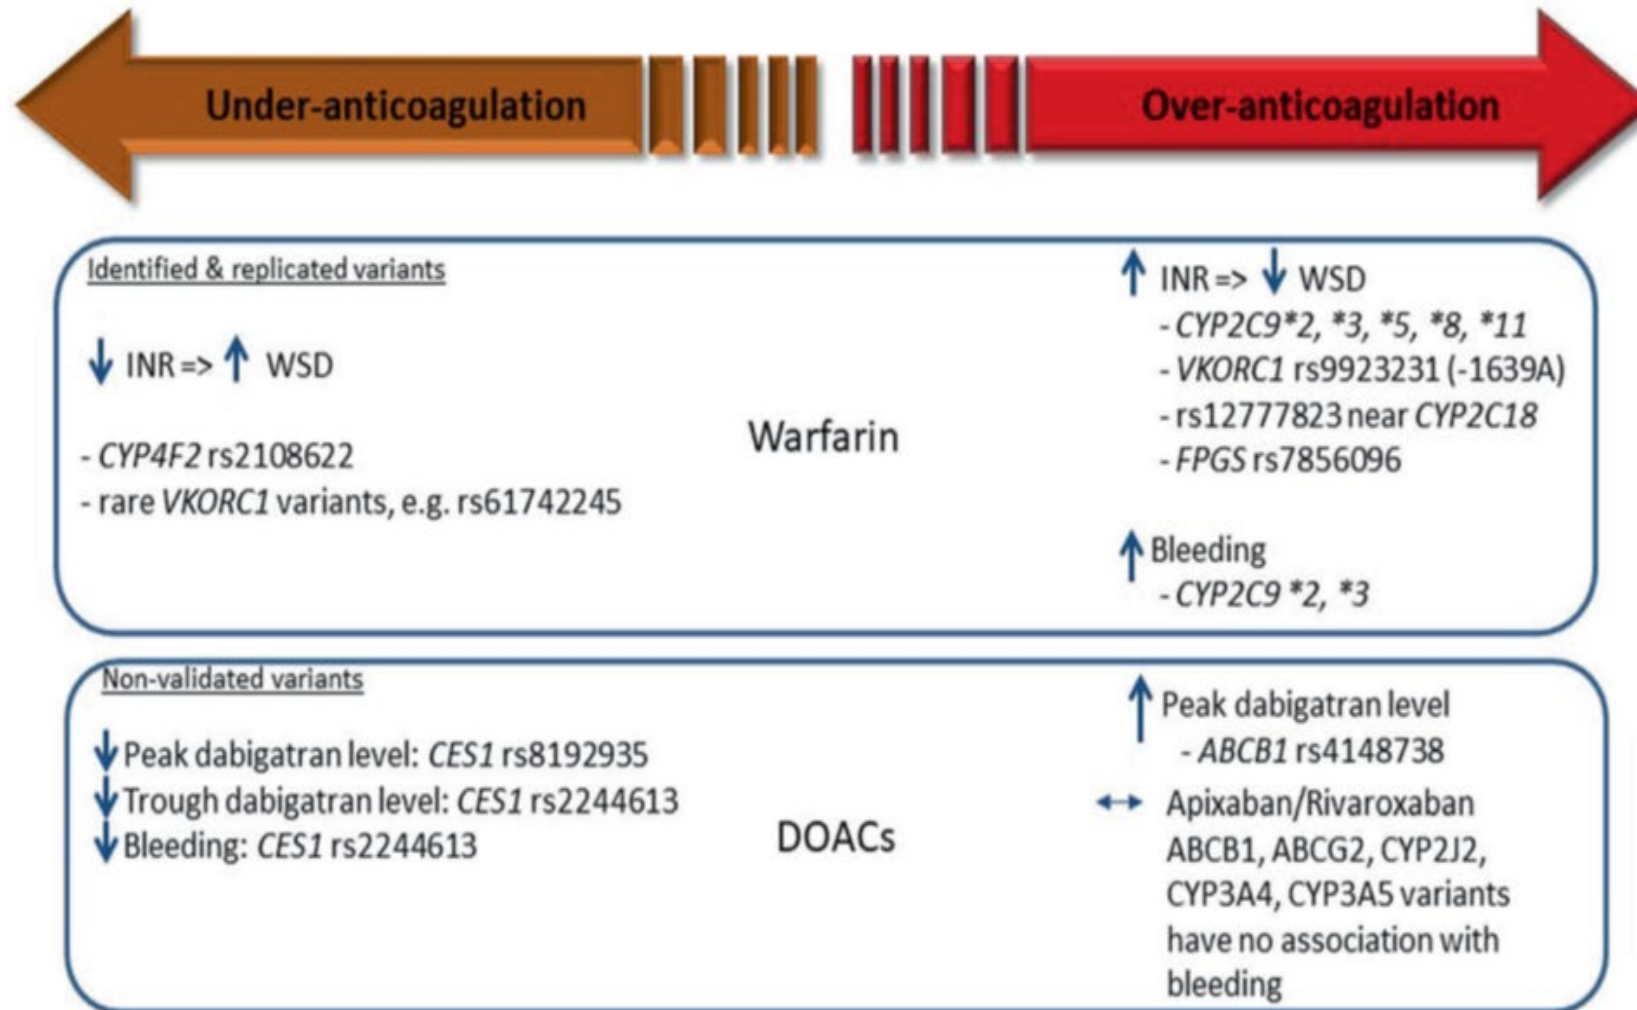 Under-anticoagulation
Over-anticoagulation
Identified & replicated variants
↓ INR => ↑ WSD
- CYP4F2 rs2108622
- rare VKORC1 variants, e.g. rs61742245
Warfarin
↑ INR => ↓ WSD
- CYP2C9*2, *3, *5, *8, *11
- VKORC1 rs9923231 (-1639A)
- rs12777823 near CYP2C18
- FPGS rs7856096
↑ Bleeding
- CYP2C9 *2, *3
Non-validated variants
↓ Peak dabigatran level: CES1 rs8192935
↓ Trough dabigatran level: CES1 rs2244613
↓ Bleeding: CES1 rs2244613
DOACs
↑ Peak dabigatran level
- ABCB1 rs4148738
↔ Apixaban/Rivaroxaban
ABCB1, ABCG2, CYP2J2,
CYP3A4, CYP3A5 variants
have no association with
bleeding